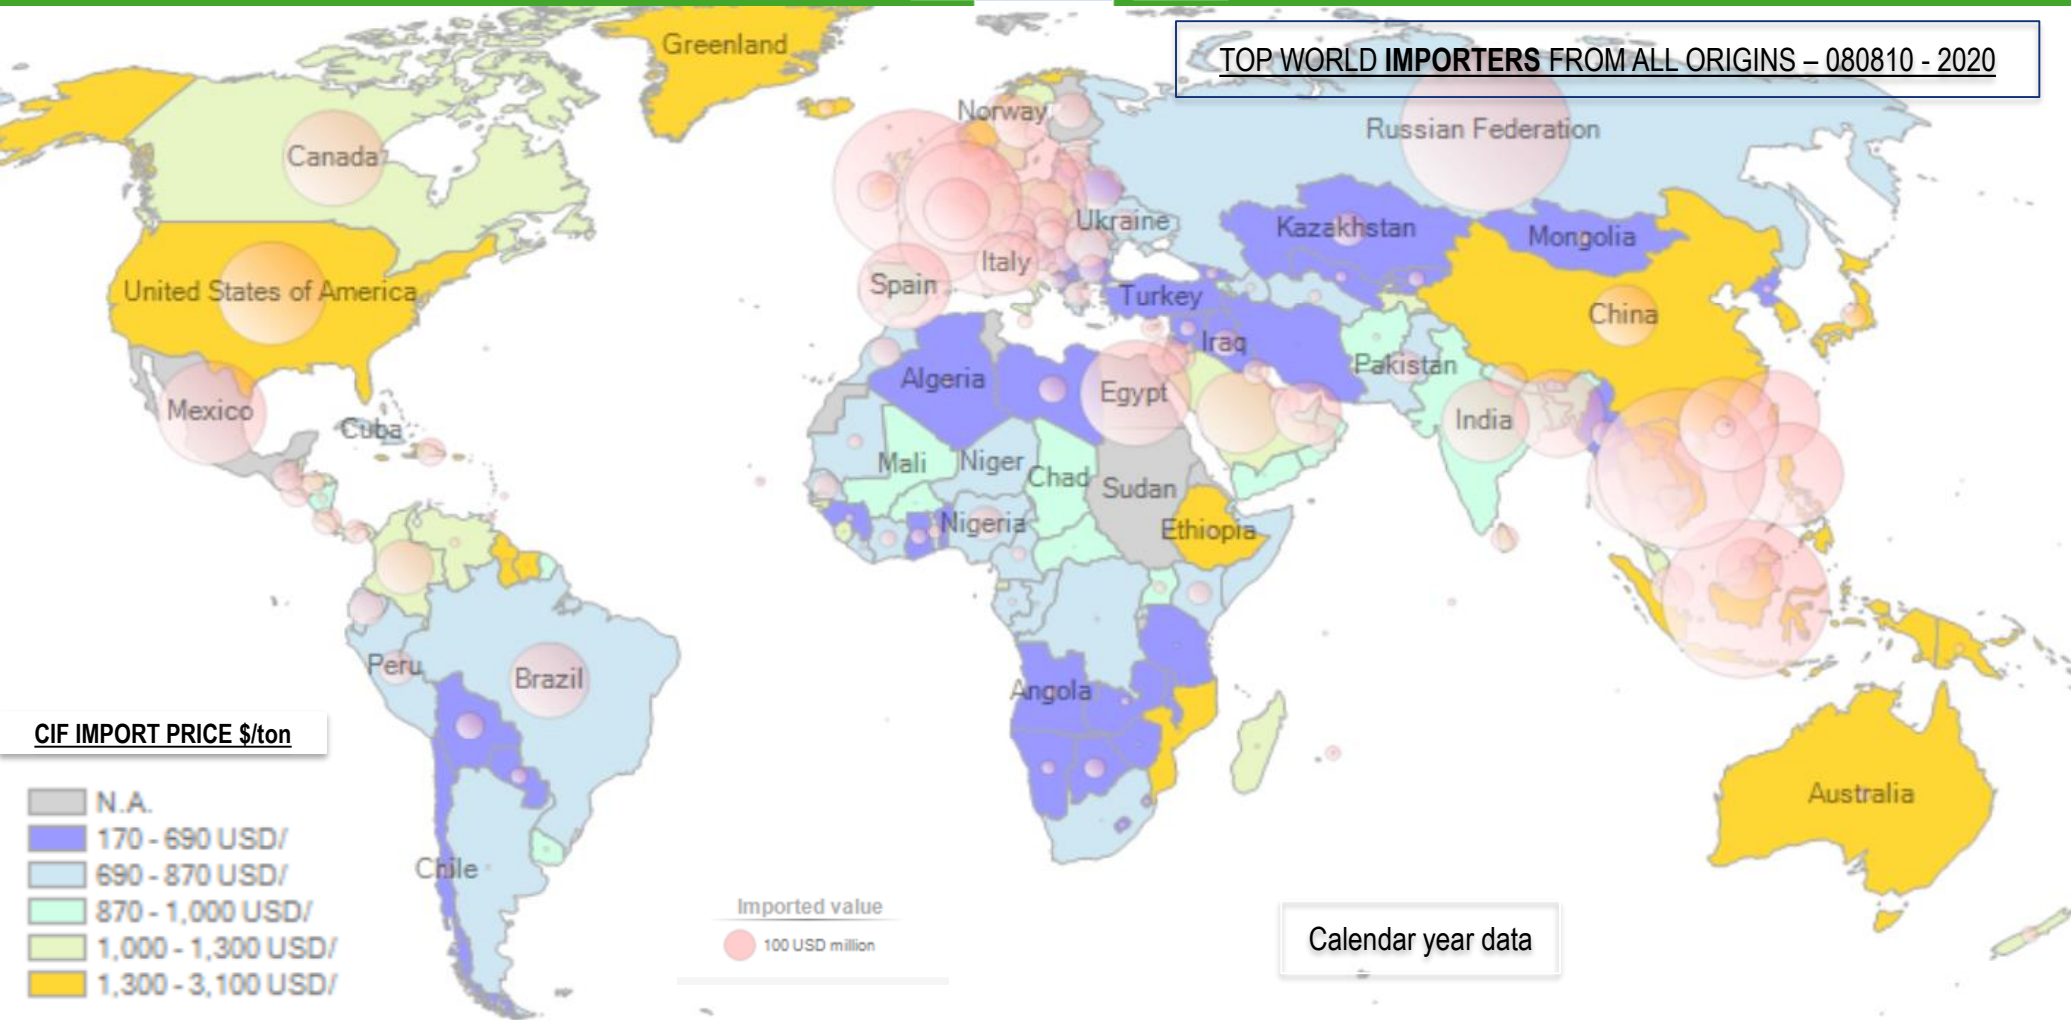 TOP WORLD IMPORTERS FROM ALL ORIGINS – 080810 - 2020
Greenland
Norway
Russian Federation
Canada
Ukraine
Kazakhstan
Mongolia
Italy
Spain
United States of America
Turkey
China
Iraq
Pakistan
Algeria
Egypt
Mexico
India
Cuba
Mali
Niger
Chad
Sudan
Nigeria
Ethiopia
Peru
Brazil
Angola
CIF IMPORT PRICE $/ton
Australia
N.A.
170 - 690 USD/
690 - 870 USD/
870 - 1,000 USD/
1,000 - 1,300 USD/
1,300 - 3,100 USD/
Chile
Imported value
100 USD million
Calendar year data